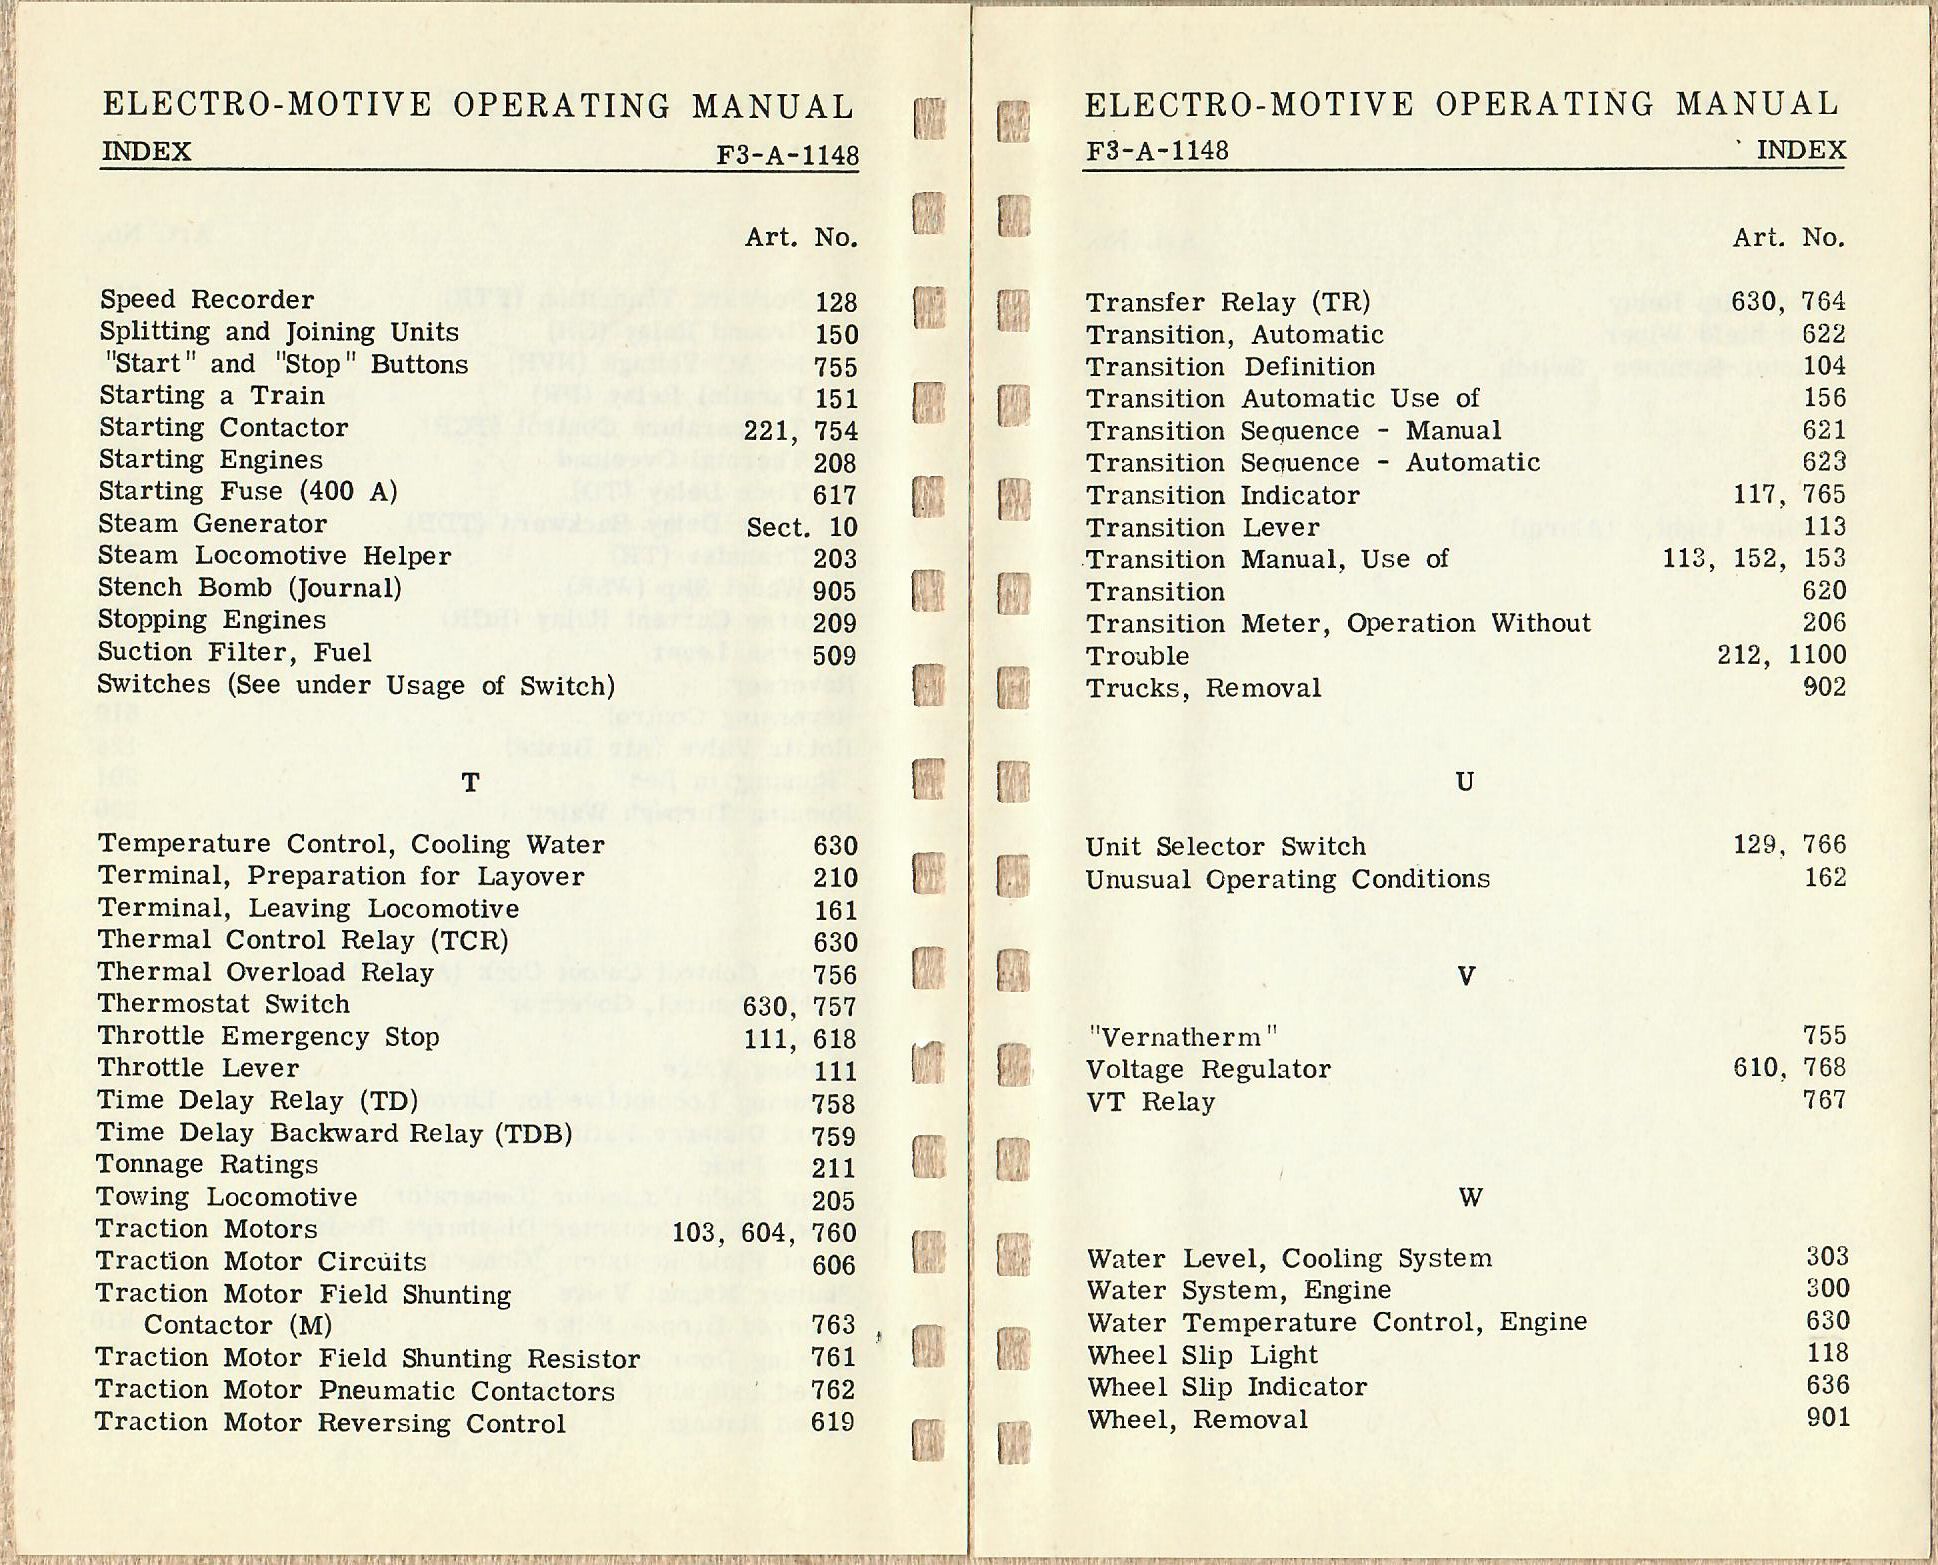 ELECTRO-MOTIVE OPERATING MANUAL
INDEX F3-A-1148
Art. No.
Speed Recorder 128
Splitting and Joining Units 150
"Start" and "Stop" Buttons 755
Starting a Train 151
Starting Contactor 221, 754
Starting Engines 208
Starting Fuse (400 A) 617
Steam Generator Sect. 10
Steam Locomotive Helper 203
Stench Bomb (Journal) 905
Stopping Engines 209
Suction Filter, Fuel 509
Switches (See under Usage of Switch)
T
Temperature Control, Cooling Water 630
Terminal, Preparation for Layover 210
Terminal, Leaving Locomotive 161
Thermal Control Relay (TCR) 630
Thermal Overload Relay 756
Thermostat Switch 630, 757
Throttle Emergency Stop 111, 618
Throttle Lever 111
Time Delay Relay (TD) 758
Time Delay Backward Relay (TDB) 759
Tonnage Ratings 211
Towing Locomotive 205
Traction Motors 103, 604, 760
Traction Motor Circuits 606
Traction Motor Field Shunting
Contactor (M) 763
Traction Motor Field Shunting Resistor 761
Traction Motor Pneumatic Contactors 762
Traction Motor Reversing Control 619
ELECTRO-MOTIVE OPERATING MANUAL
F3-A-1148 INDEX
Art. No.
Transfer Relay (TR) 630, 764
Transition, Automatic 622
Transition Definition 104
Transition Automatic Use of 156
Transition Sequence - Manual 621
Transition Sequence - Automatic 623
Transition Indicator 117, 765
Transition Lever 113
Transition Manual, Use of 113, 152, 153
Transition 620
Transition Meter, Operation Without 206
Trouble 212, 1100
Trucks, Removal 902
U
Unit Selector Switch 129, 766
Unusual Operating Conditions 162
V
"Vernatherm" 755
Voltage Regulator 610, 768
VT Relay 767
W
Water Level, Cooling System 303
Water System, Engine 300
Water Temperature Control, Engine 630
Wheel Slip Light 118
Wheel Slip Indicator 636
Wheel, Removal 901